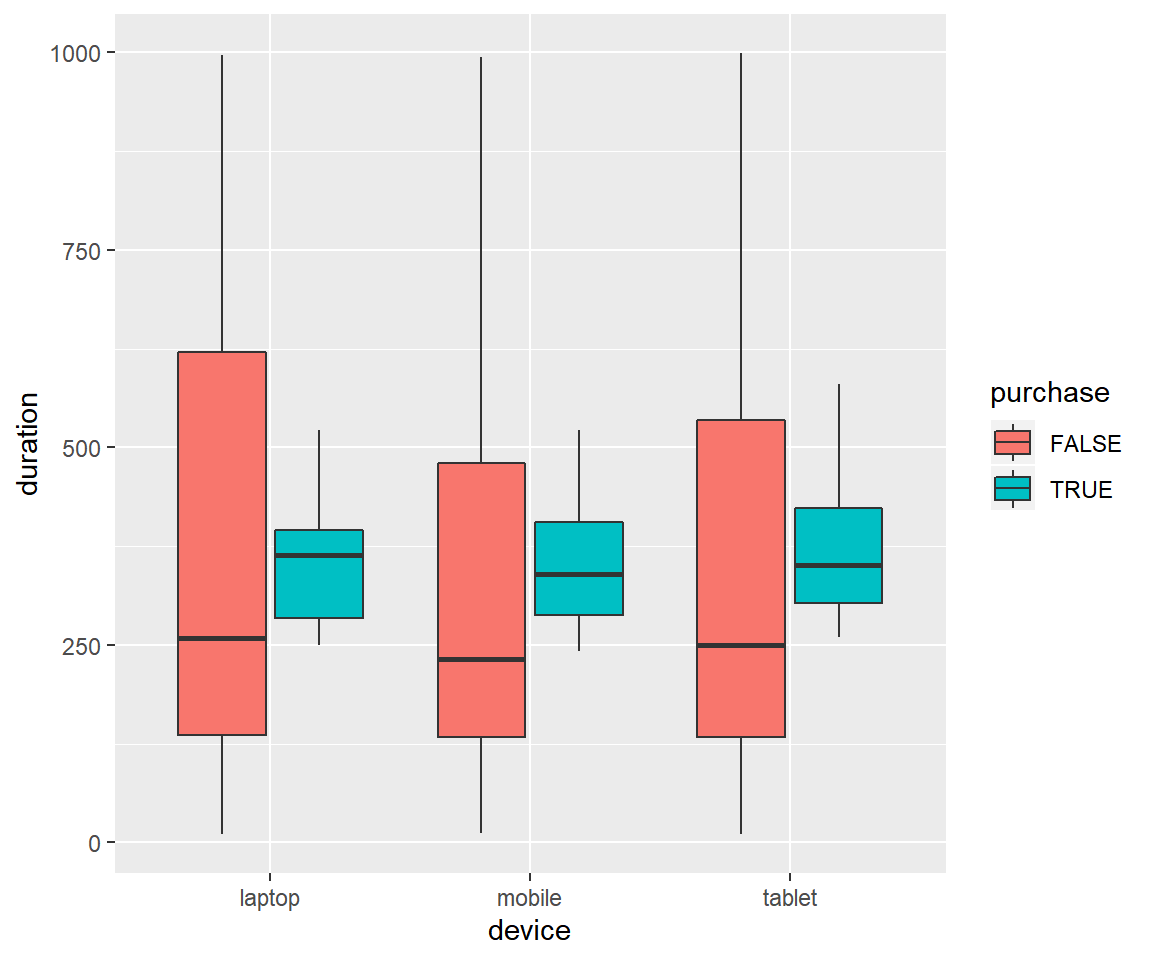 1000
750
500
250
0
duration
laptop mobile tablet
device
purchase
FALSE
TRUE